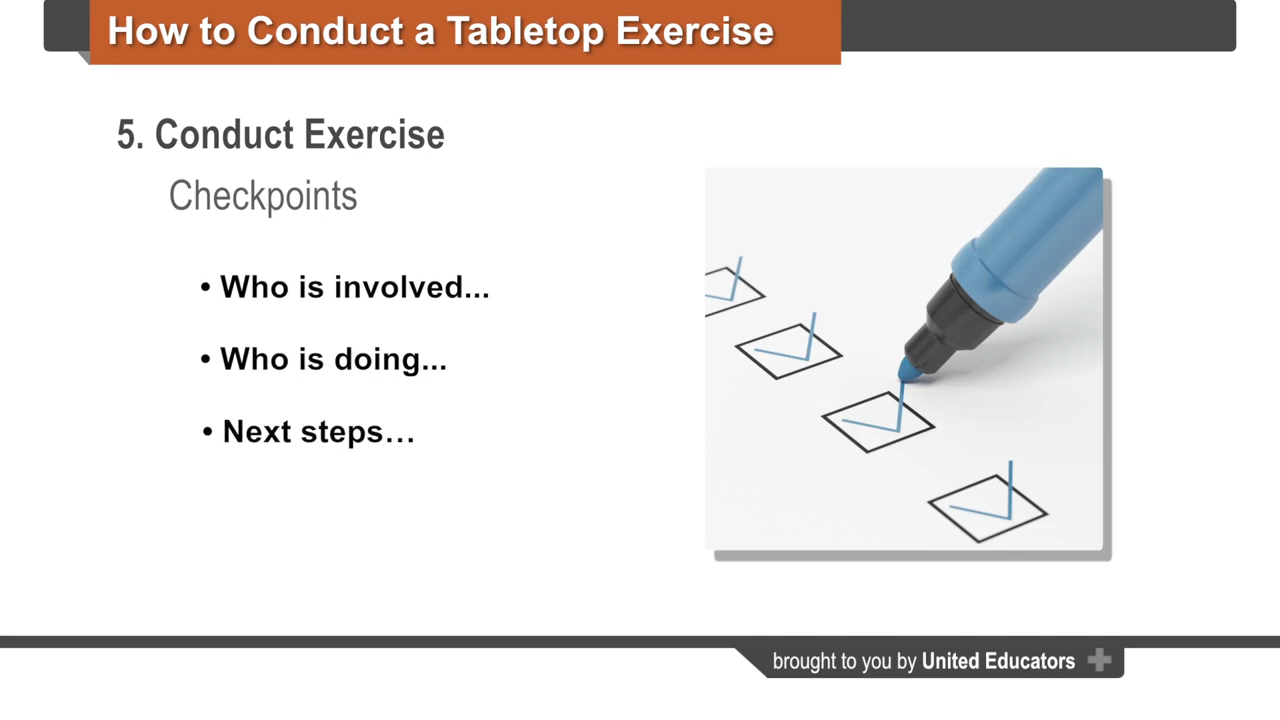 How to Conduct a Tabletop Exercise
5. Conduct Exercise
Checkpoints
• Who is involved...
• Who is doing...
• Next steps…
brought to you by United Educators